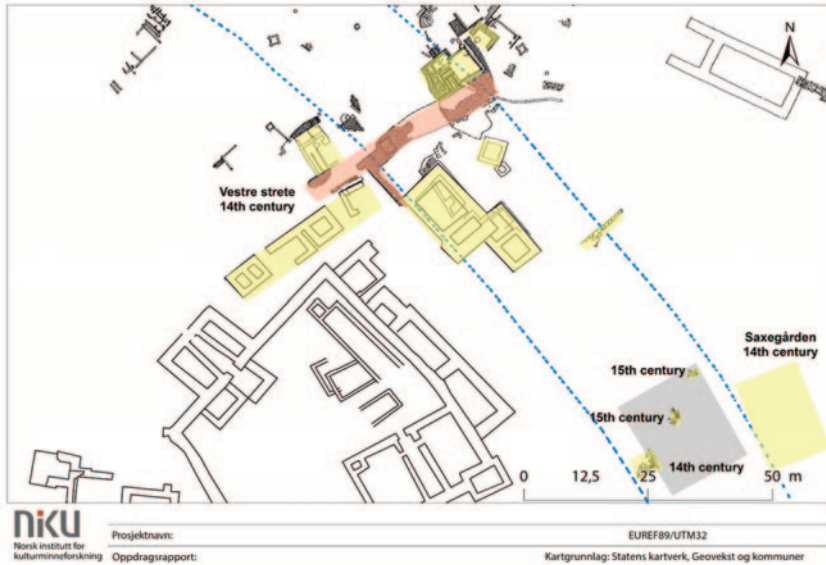 N
Vestre strete
14th century
Saxegården
14th century
15th century
15th century
14th century
0 12,5 25 50 m
niku
Norsk institutt for
kulturminneforskning
Prosjektnavn:
EUREF89/UTM32
Oppdragsrapport:
Kartgrunnlag: Statens kartverk, Geovekst og kommuner